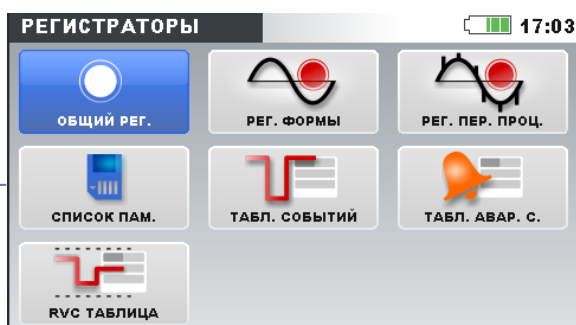 РЕГИСТРАТОРЫ 17:03
ОБЩИЙ РЕГ. РЕГ. ФОРМЫ РЕГ. ПЕР. ПРОЦ.
СПИСОК ПАМ. ТАБЛ. СОБЫТИЙ ТАБЛ. АВАР. С.
RVC ТАБЛИЦА